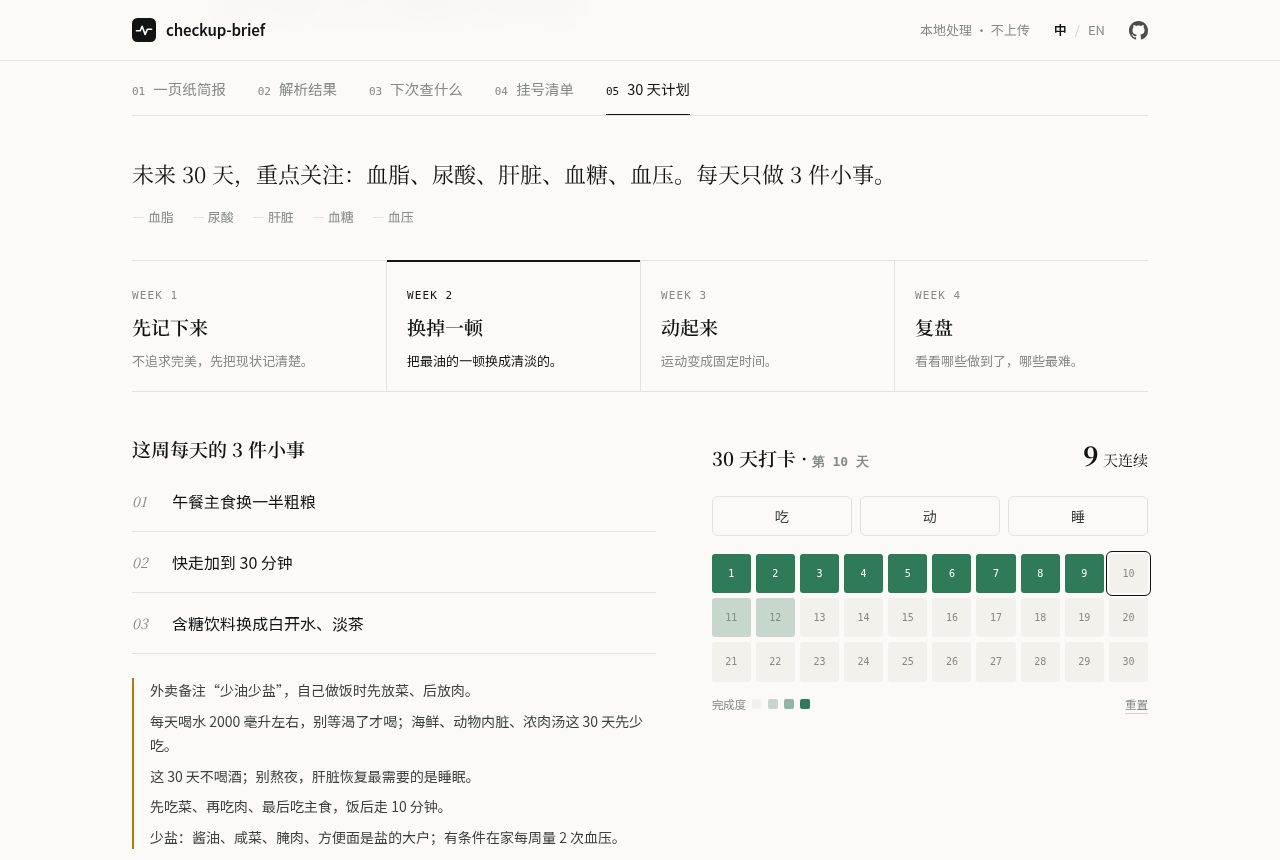 checkup-brief
本地处理 · 不上传
中 / EN
01 一页纸简报
02 解析结果
03 下次查什么
04 挂号清单
05 30 天计划
未来 30 天，重点关注：血脂、尿酸、肝脏、血糖、血压。每天只做 3 件小事。
— 血脂 — 尿酸 — 肝脏 — 血糖 — 血压
WEEK 1
先记下来
不追求完美，先把现状记清楚。
WEEK 2
换掉一顿
把最油的一顿换成清淡的。
WEEK 3
动起来
运动变成固定时间。
WEEK 4
复盘
看看哪些做到了，哪些最难。
这周每天的 3 件小事
01 午餐主食换一半粗粮
02 快走加到 30 分钟
03 含糖饮料换成白开水、淡茶
外卖备注“少油少盐”，自己做饭时先放菜、后放肉。
每天喝水 2000 毫升左右，别等渴了才喝；海鲜、动物内脏、浓肉汤这 30 天先少
吃。
这 30 天不喝酒；别熬夜，肝脏恢复最需要的是睡眠。
先吃菜、再吃肉、最后吃主食，饭后走 10 分钟。
少盐：酱油、咸菜、腌肉、方便面是盐的大户；有条件在家每周量 2 次血压。
30 天打卡 · 第 10 天
9 天连续
吃 动 睡
1 2 3 4 5 6 7 8 9 10
11 12 13 14 15 16 17 18 19 20
21 22 23 24 25 26 27 28 29 30
完成度
重置